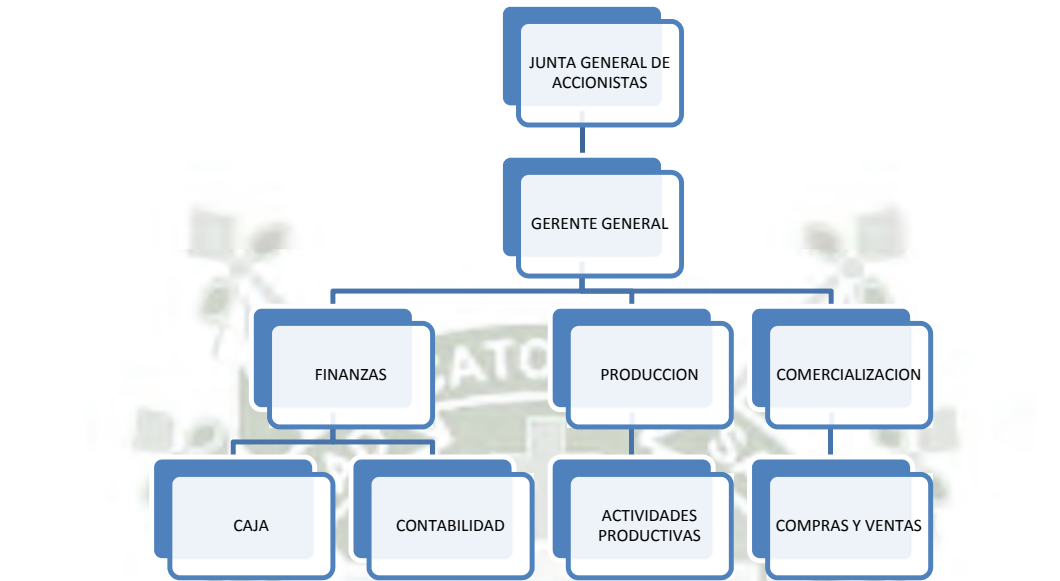 JUNTA GENERAL DE
ACCIONISTAS
GERENTE GENERAL
FINANZAS
PRODUCCION
COMERCIALIZACION
CAJA
CONTABILIDAD
ACTIVIDADES
PRODUCTIVAS
COMPRAS Y VENTAS